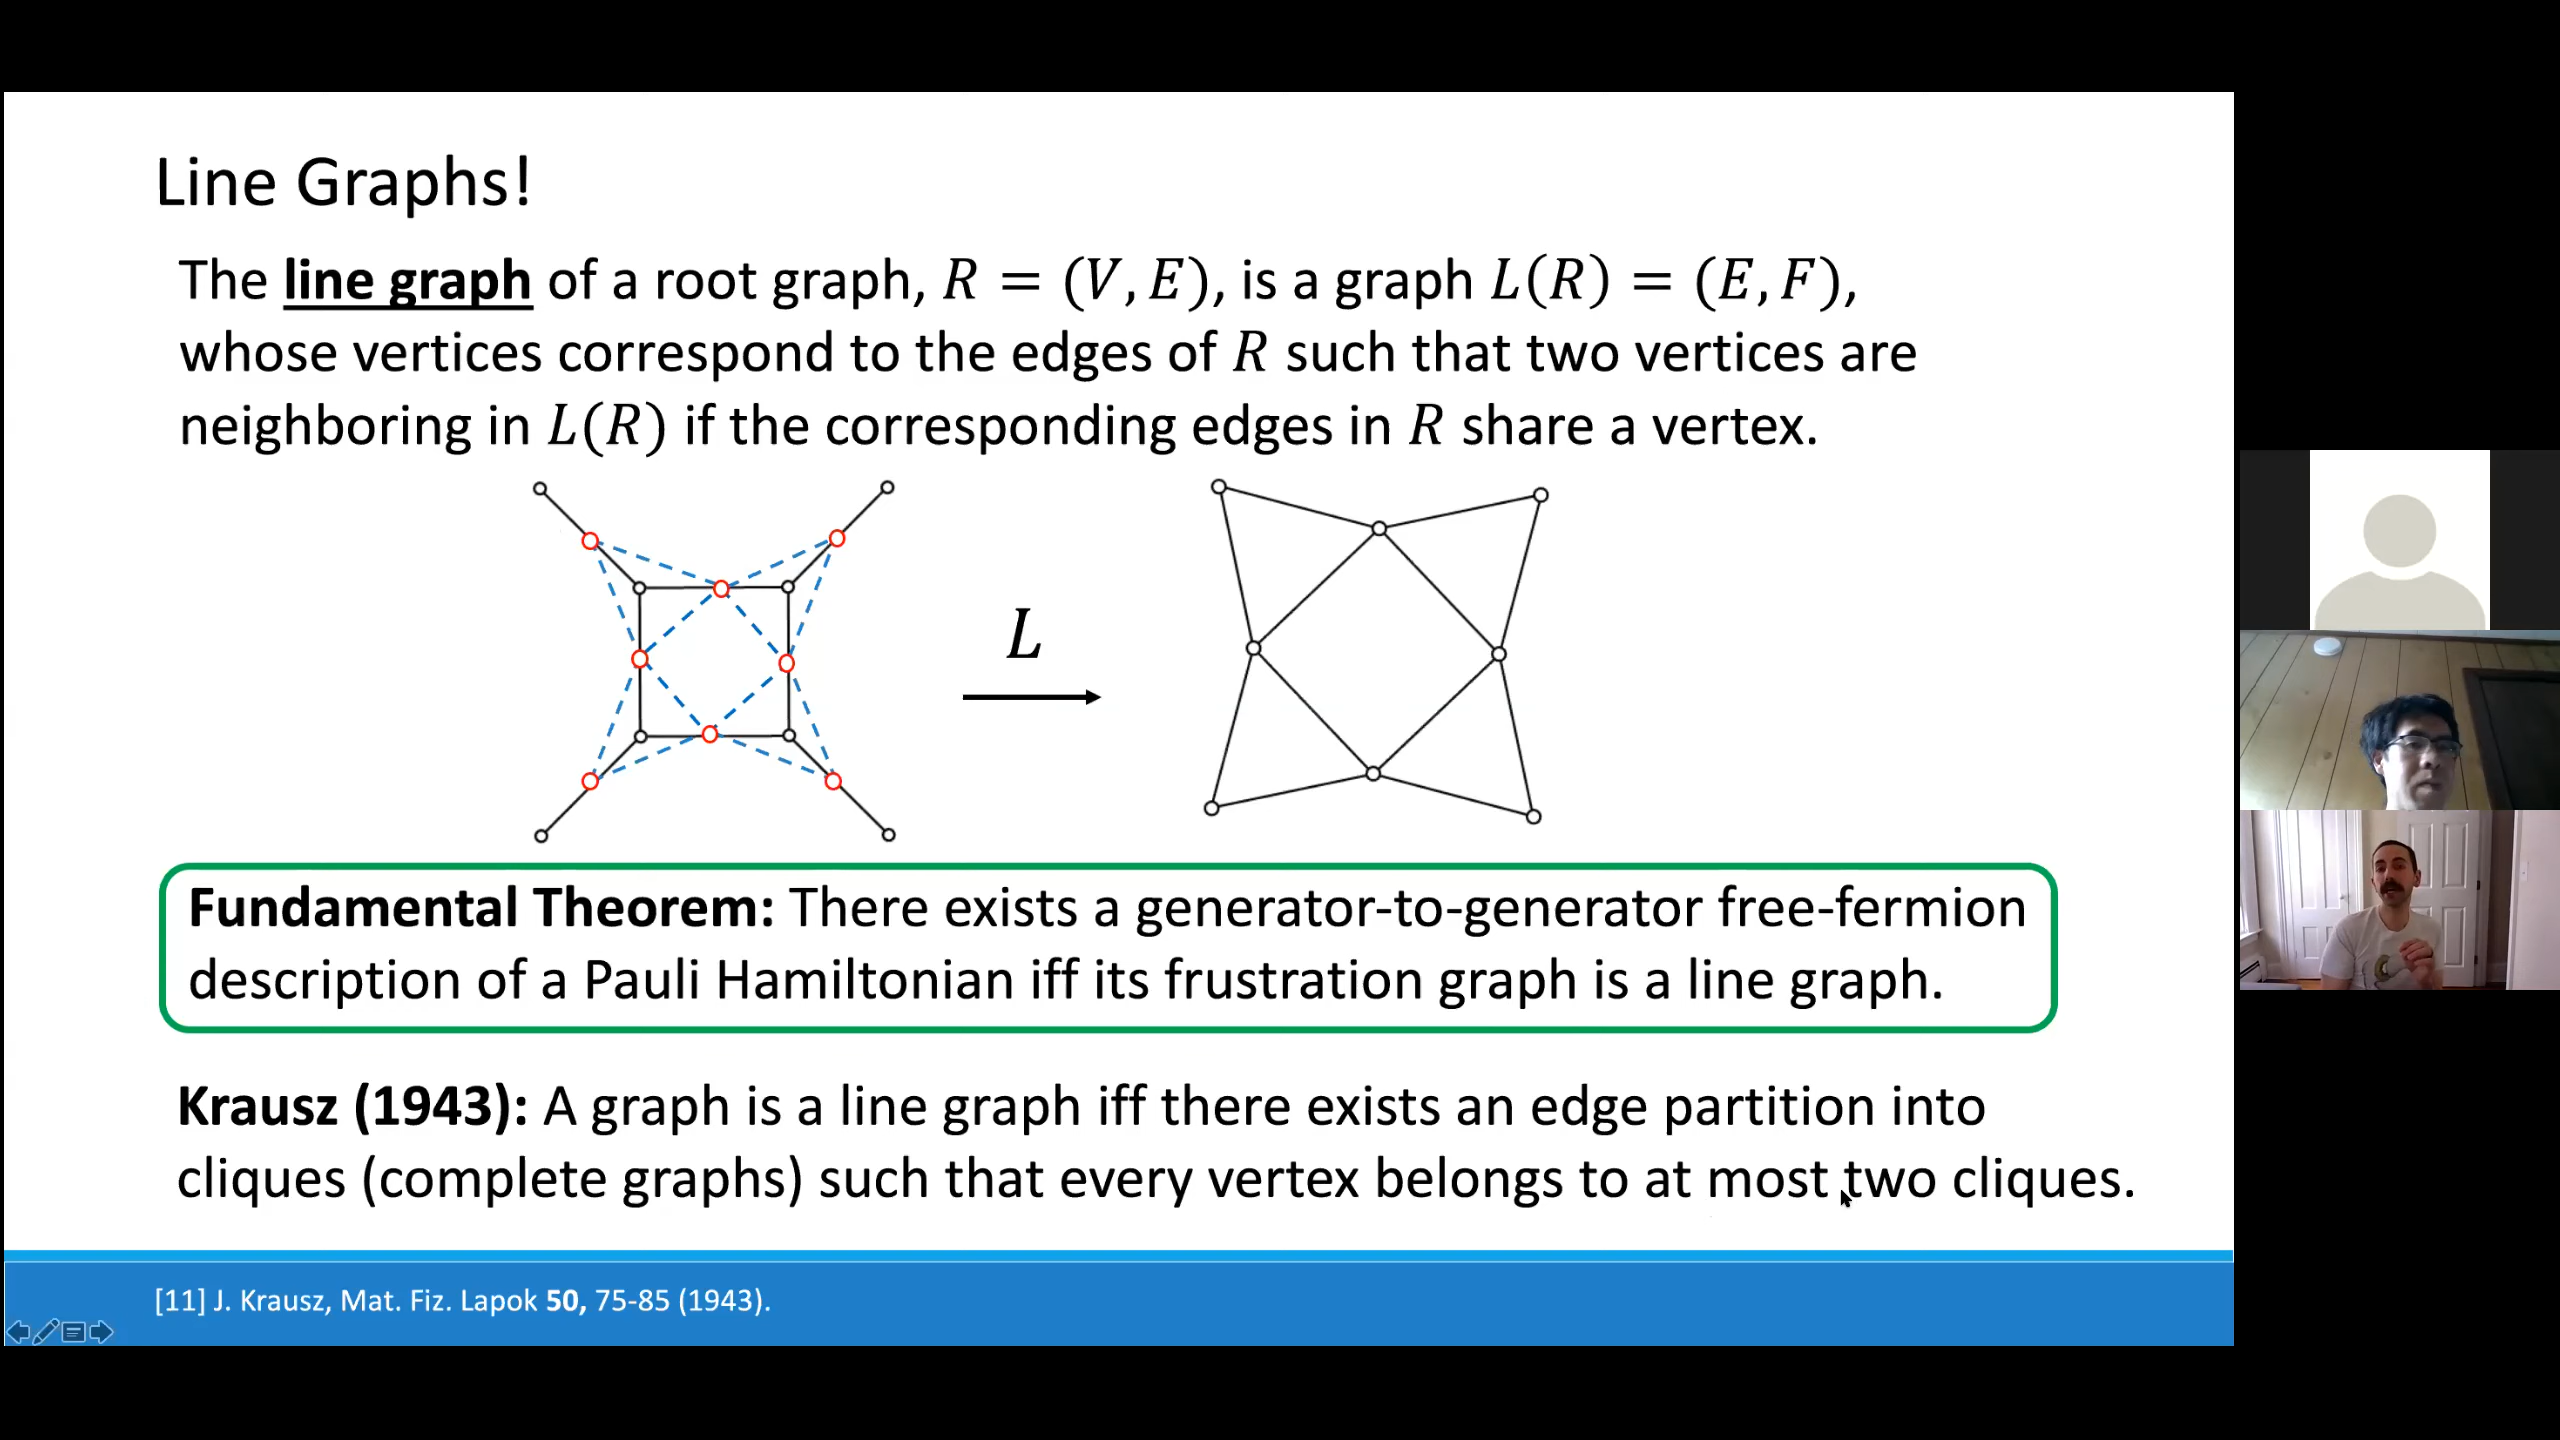 Line Graphs!
The line graph of a root graph, R = (V, E), is a graph L(R) = (E, F),
whose vertices correspond to the edges of R such that two vertices are
neighboring in L(R) if the corresponding edges in R share a vertex.
L
Fundamental Theorem: There exists a generator-to-generator free-fermion
description of a Pauli Hamiltonian iff its frustration graph is a line graph.
Krausz (1943): A graph is a line graph iff there exists an edge partition into
cliques (complete graphs) such that every vertex belongs to at most two cliques.
[11] J. Krausz, Mat. Fiz. Lapok 50, 75-85 (1943).